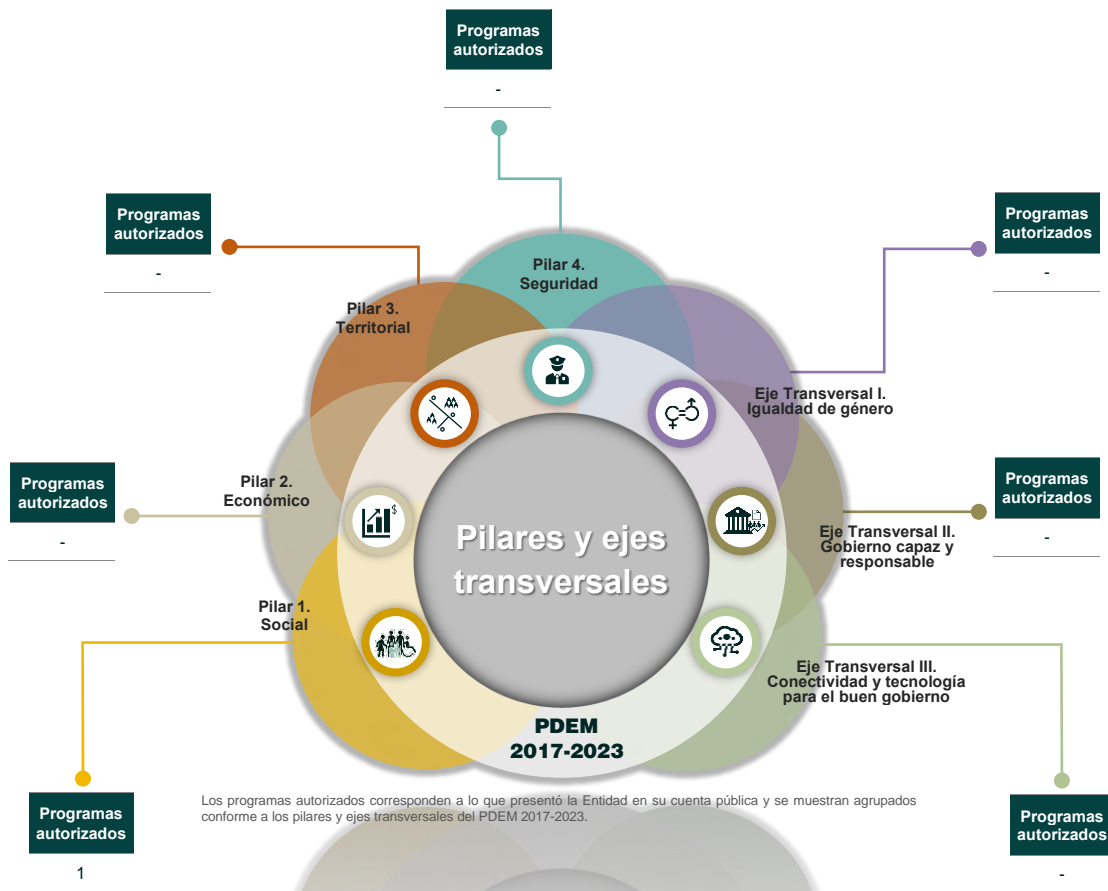 Programas
autorizados
-
Programas
autorizados
-
Programas
autorizados
-
Pilar 4.
Seguridad
Pilar 3.
Territorial
Eje Transversal I.
Igualdad de género
Programas
autorizados
-
Pilar 2.
Económico
$
Programas
autorizados
-
Eje Transversal II.
Gobierno capaz y
responsable
Pilares y ejes
transversales
Pilar 1.
Social
Eje Transversal III.
Conectividad y tecnología
para el buen gobierno
PDEM
2017-2023
Los programas autorizados corresponden a lo que presentó la Entidad en su cuenta pública y se muestran agrupados
conforme a los pilares y ejes transversales del PDEM 2017-2023.
Programas
autorizados
1
Programas
autorizados
-